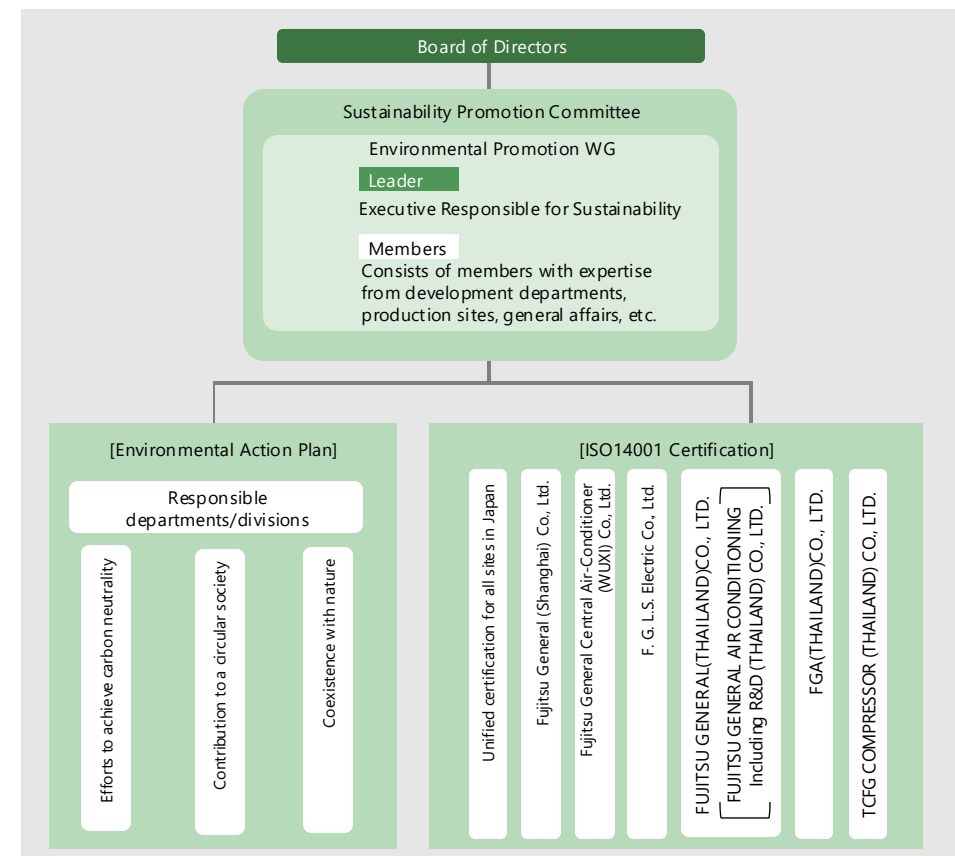 Board of Directors
Sustainability Promotion Committee
Environmental Promotion WG
Leader
Executive Responsible for Sustainability
Members
Consists of members with expertise
from development departments,
production sites, general affairs, etc.
[Environmental Action Plan]
Responsible
departments/divisions
Efforts to achieve carbon neutrality
Contribution to a circular society
Coexistence with nature
[ISO14001 Certification]
Unified certification for all sites in Japan
Fujitsu General (Shanghai) Co., Ltd.
Fujitsu General Central Air-Conditioner
(WUXI) Co., Ltd.
F. G. L.S. Electric Co., Ltd.
FUJITSU GENERAL(THAILAND)CO., LTD.
FUJITSU GENERAL AIR CONDITIONING
Including R&D (THAILAND) CO., LTD.
FGA(THAILAND)CO., LTD.
TCFG COMPRESSOR (THAILAND) CO., LTD.